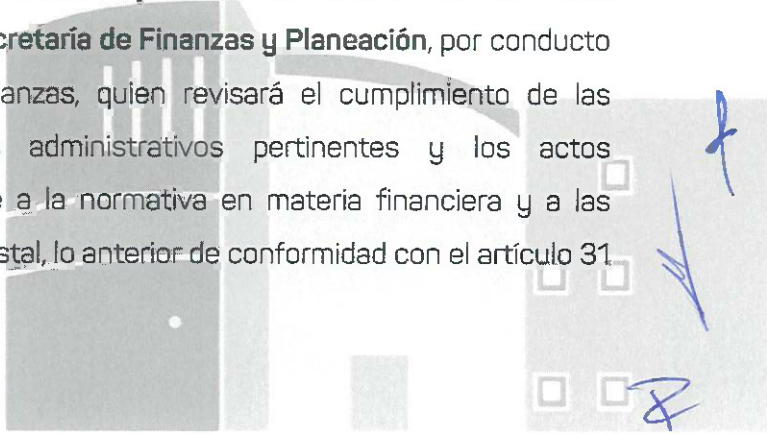 cretaría de Finanzas y Planeación, por conducto
anzas, quien revisará el cumplimiento de las
administrativos pertinentes y los actos
a la normativa en materia financiera y a las
stal, lo anterior de conformidad con el artículo 31